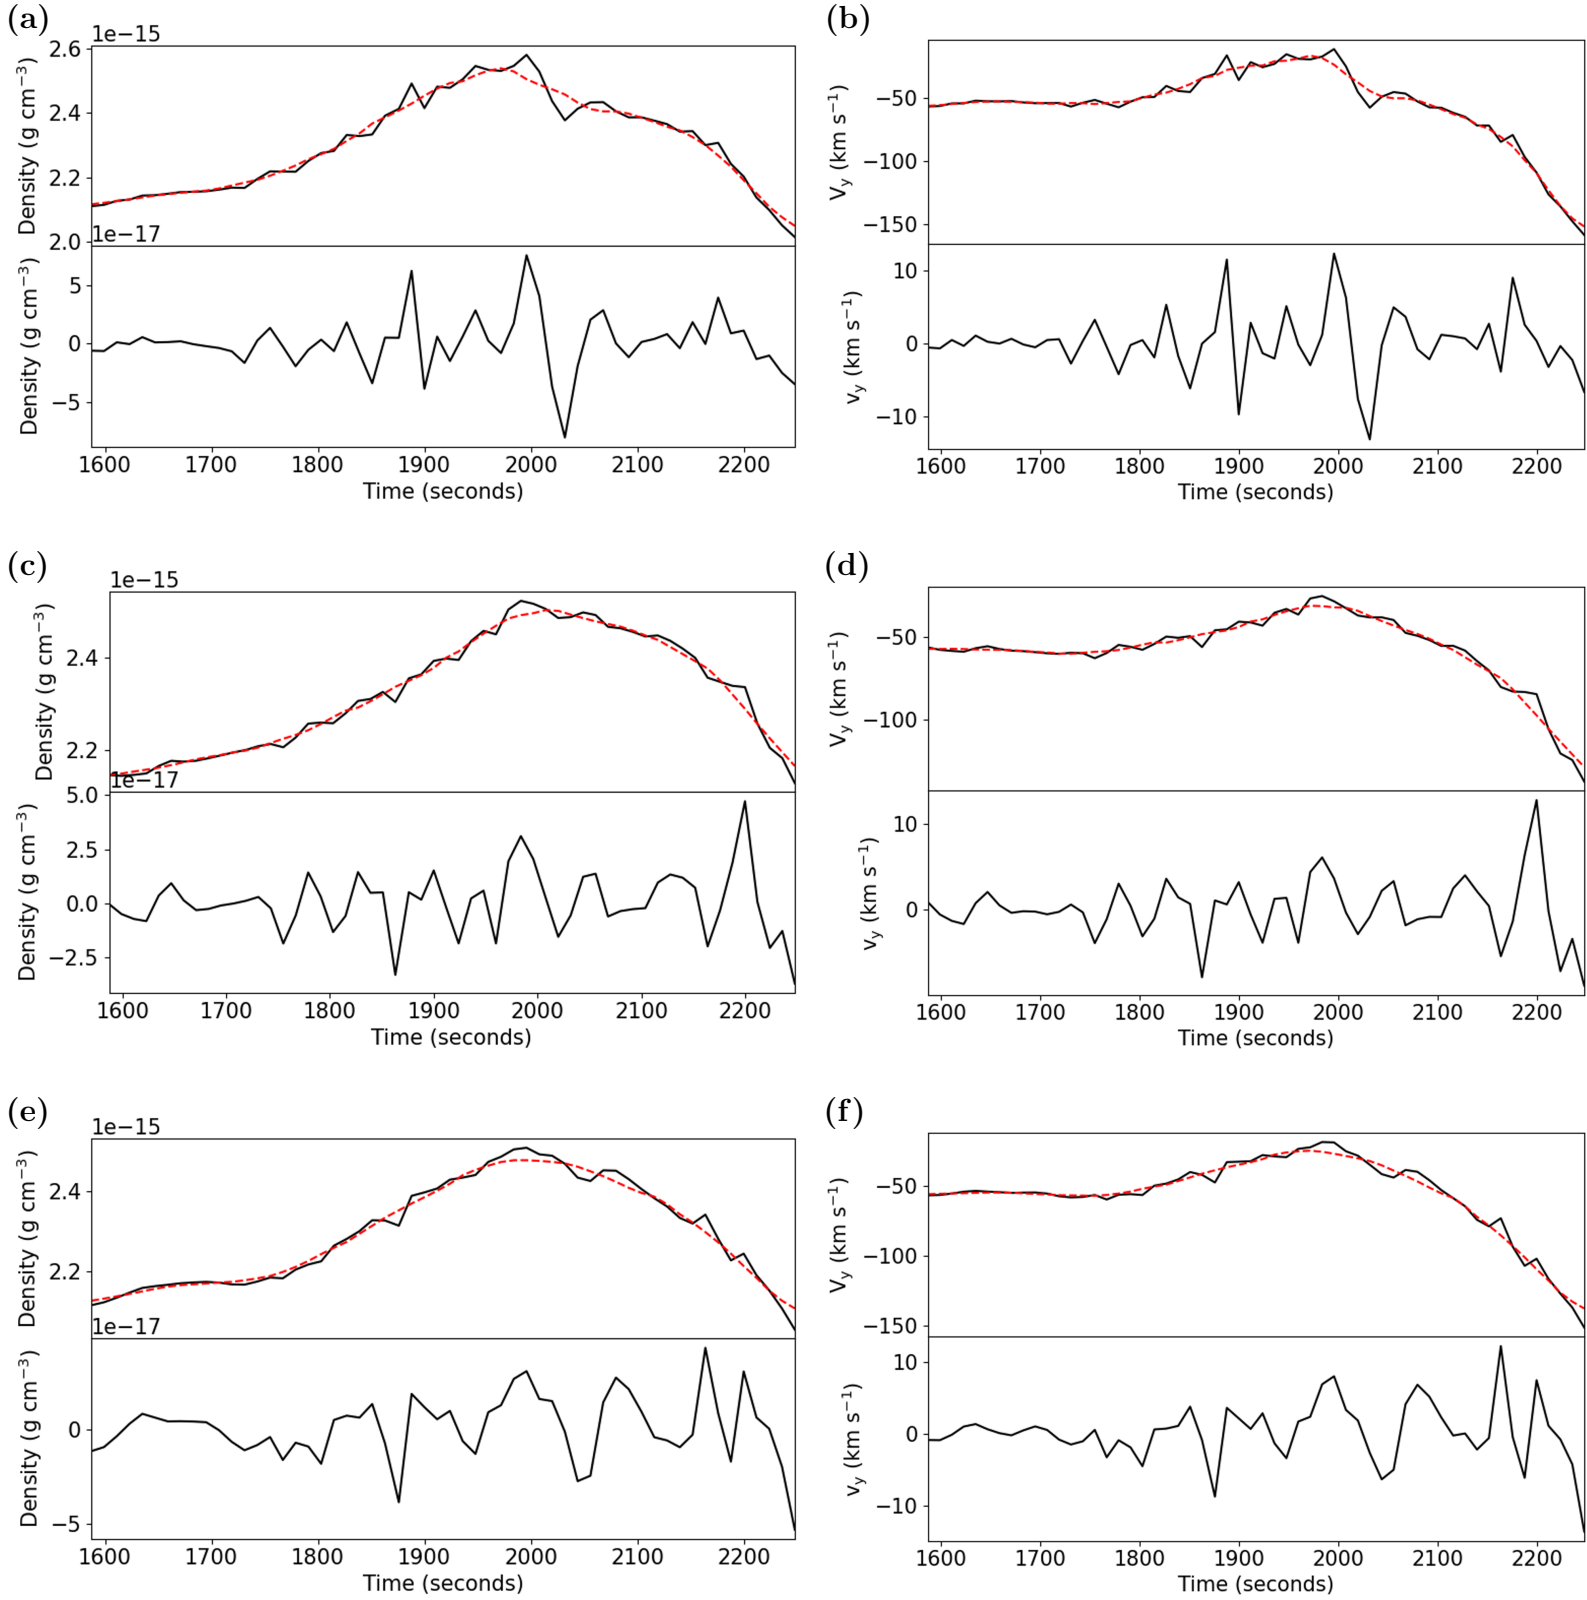 (a)
1e−15
Density (g cm⁻³)
2.6
2.4
2.2
2.0
1e−17
Density (g cm⁻³)
5
0
−5
1600 1700 1800 1900 2000 2100 2200
Time (seconds)
(b)
V_y (km s⁻¹)
−50
−100
−150
v_y (km s⁻¹)
10
0
−10
1600 1700 1800 1900 2000 2100 2200
Time (seconds)
(c)
1e−15
Density (g cm⁻³)
2.4
2.2
1e−17
Density (g cm⁻³)
5.0
2.5
0.0
−2.5
1600 1700 1800 1900 2000 2100 2200
Time (seconds)
(d)
V_y (km s⁻¹)
−50
−100
v_y (km s⁻¹)
10
0
1600 1700 1800 1900 2000 2100 2200
Time (seconds)
(e)
1e−15
Density (g cm⁻³)
2.4
2.2
1e−17
Density (g cm⁻³)
0
−5
1600 1700 1800 1900 2000 2100 2200
Time (seconds)
(f)
V_y (km s⁻¹)
−50
−100
−150
v_y (km s⁻¹)
10
0
−10
1600 1700 1800 1900 2000 2100 2200
Time (seconds)